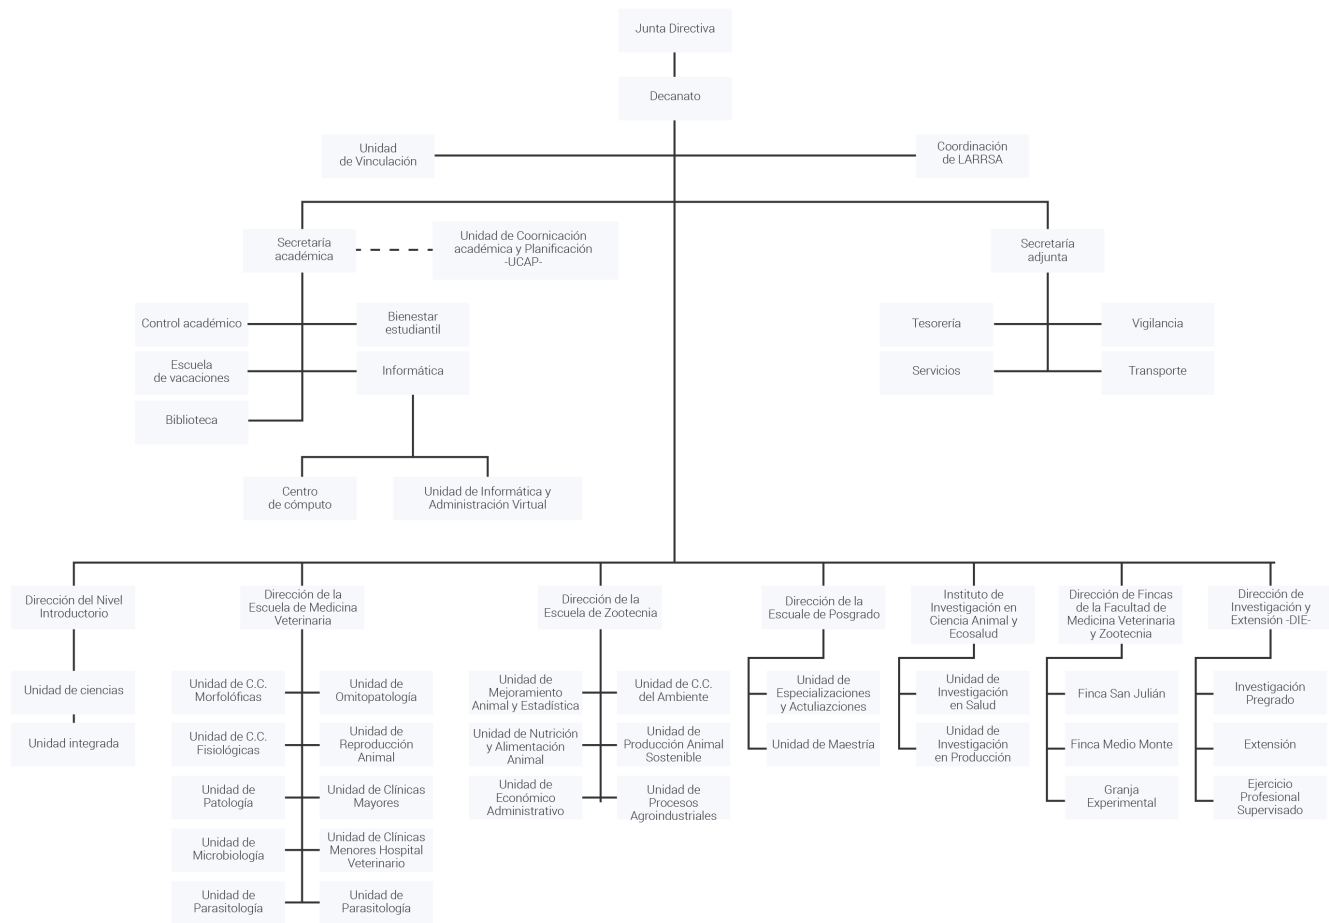 Junta Directiva
Decanato
Unidad
de Vinculación
Coordinación
de LARRSA
Secretaría
académica
Unidad de Coornicación
académica y Planificación
-UCAP-
Secretaría
adjunta
Control académico
Bienestar
estudiantil
Escuela
de vacaciones
Informática
Biblioteca
Tesorería
Vigilancia
Servicios
Transporte
Centro
de cómputo
Unidad de Informática y
Administración Virtual
Dirección del Nivel
Introductorio
Dirección de la
Escuela de Medicina
Veterinaria
Dirección de la
Escuela de Zootecnia
Dirección de la
Escuale de Posgrado
Instituto de
Investigación en
Ciencia Animal y
Ecosalud
Dirección de Fincas
de la Facultad de
Medicina Veterinaria
y Zootecnia
Dirección de
Investigación y
Extensión -DIE-
Unidad de ciencias
Unidad integrada
Unidad de C.C.
Morfolóficas
Unidad de
Omitopatología
Unidad de C.C.
Fisiológicas
Unidad de
Reproducción
Animal
Unidad de
Patología
Unidad de Clínicas
Mayores
Unidad de
Microbiología
Unidad de Clínicas
Menores Hospital
Veterinario
Unidad de
Parasitología
Unidad de
Parasitología
Unidad de
Mejoramiento
Animal y Estadística
Unidad de C.C.
del Ambiente
Unidad de Nutrición
y Alimentación
Animal
Unidad de
Producción Animal
Sostenible
Unidad de
Económico
Administrativo
Unidad de
Procesos
Agroindustriales
Unidad de
Especializaciones
y Actuliazciones
Unidad de Maestría
Unidad de
Investigación
en Salud
Unidad de
Investigación
en Producción
Finca San Julián
Finca Medio Monte
Granja
Experimental
Investigación
Pregrado
Extensión
Ejercicio
Profesional
Supervisado